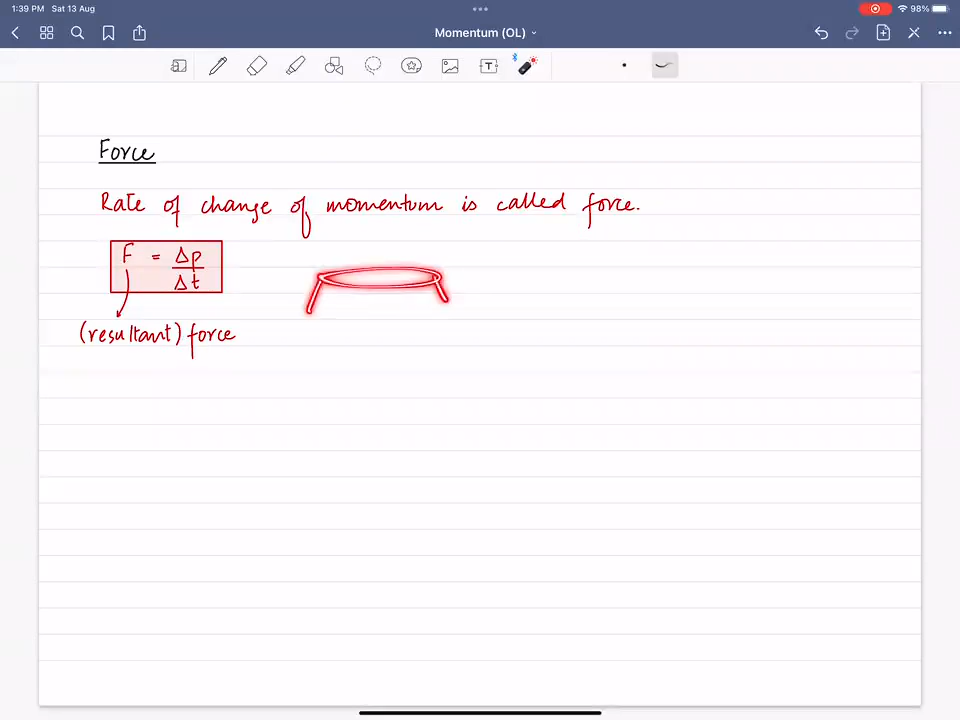 1:39 PM Sat 13 Aug
98%
Momentum (OL)
T
Force
Rate of change of momentum is called force.
F = Δp
Δt
(resultant) force